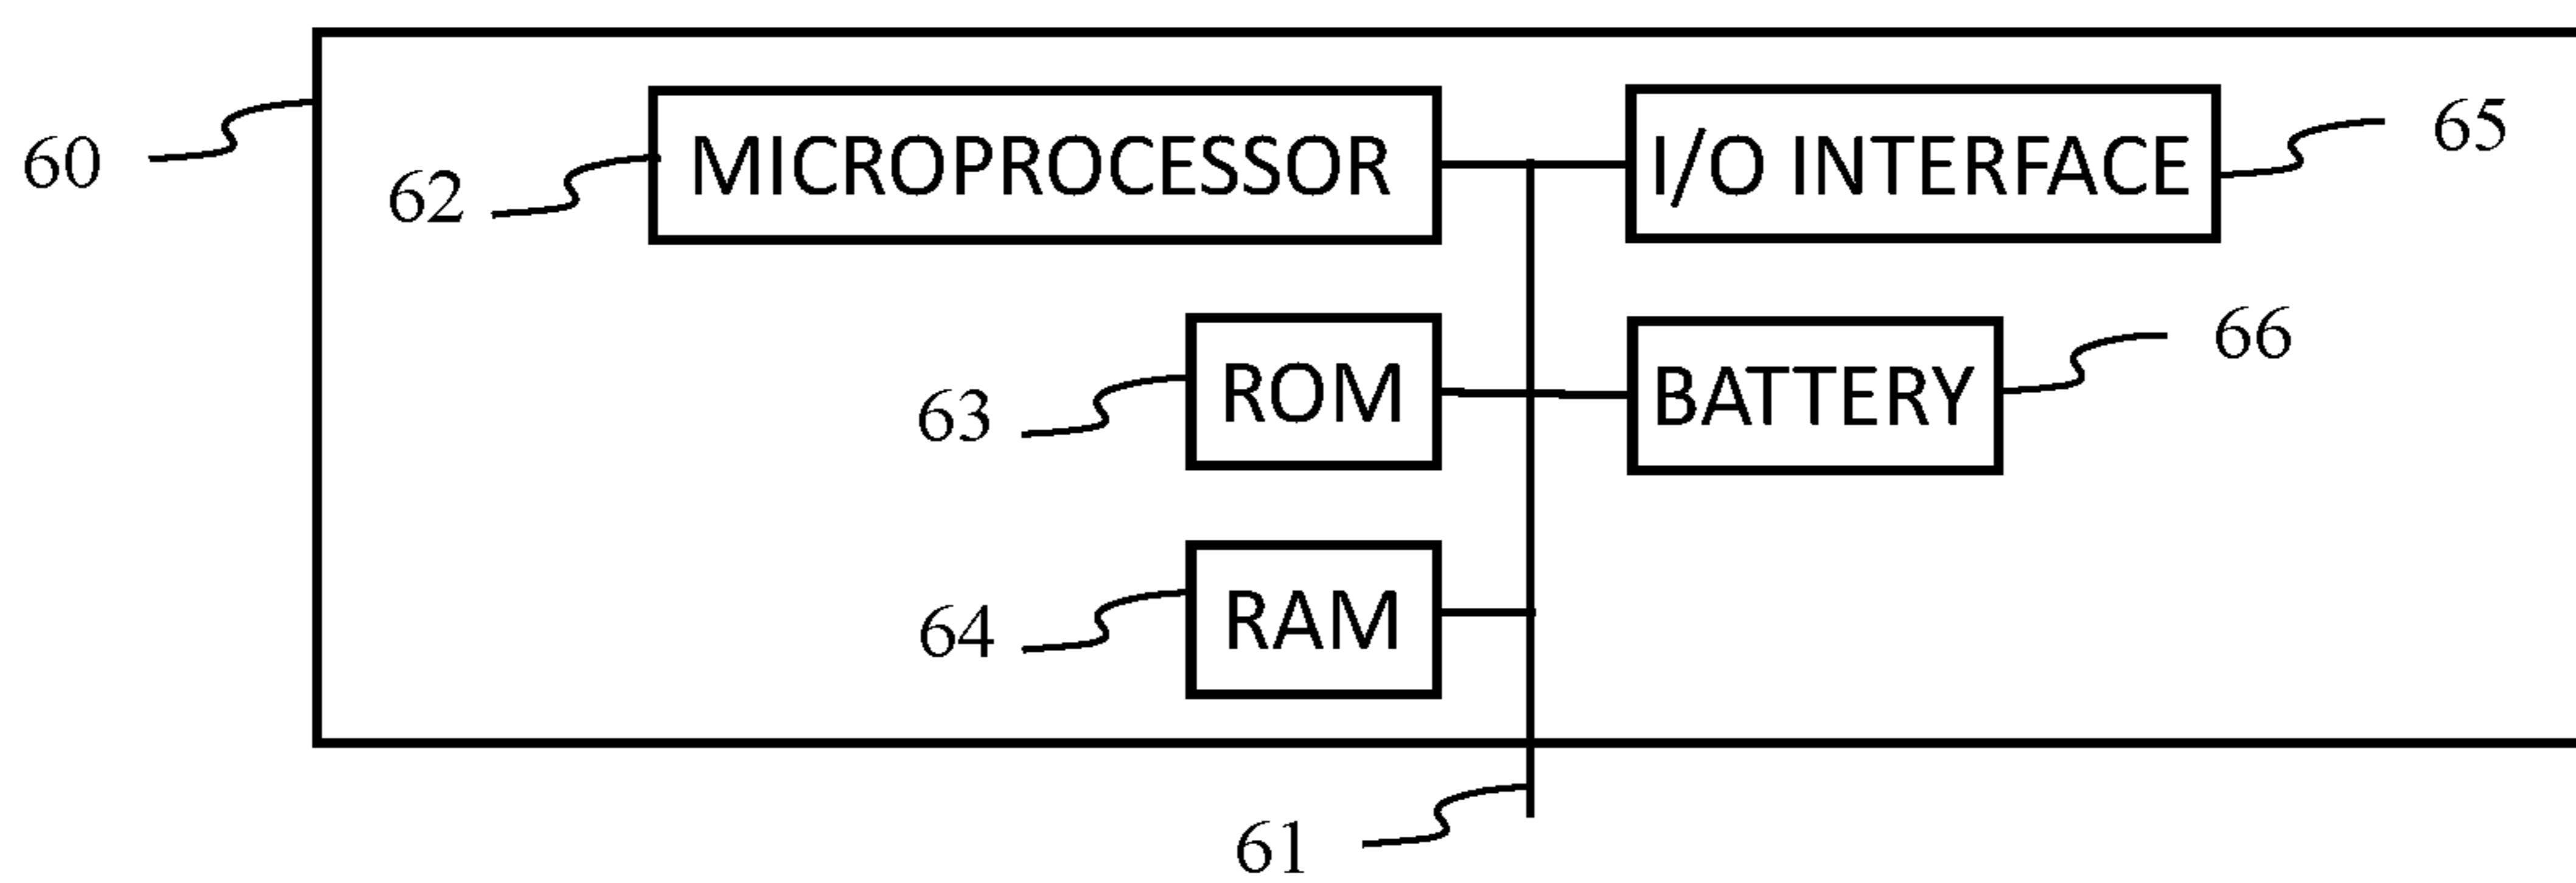 60
62
MICROPROCESSOR
I/O INTERFACE
65
63
ROM
BATTERY
66
64
RAM
61